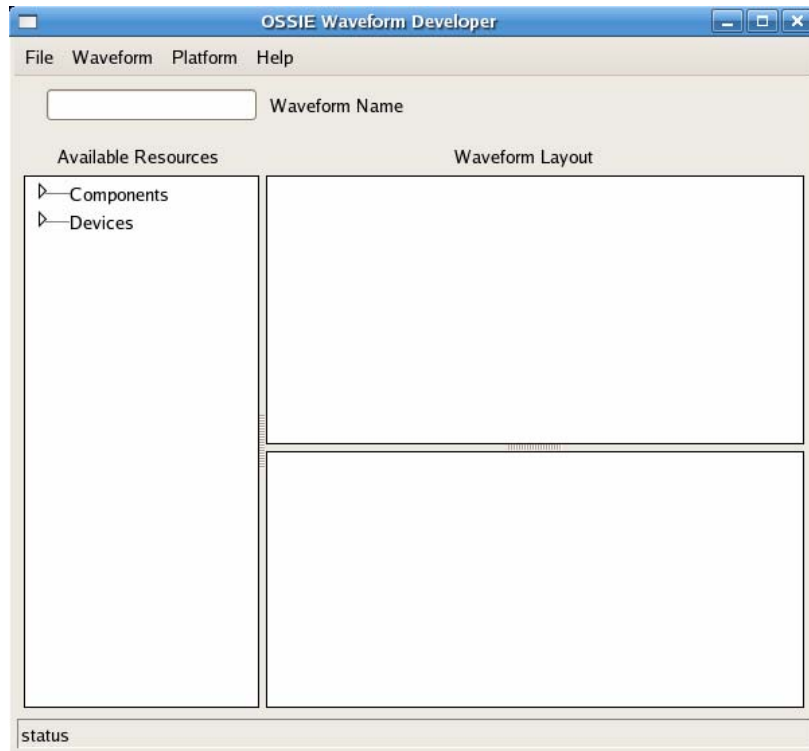 OSSIE Waveform Developer
File Waveform Platform Help
Waveform Name
Available Resources Waveform Layout
Components
Devices
status